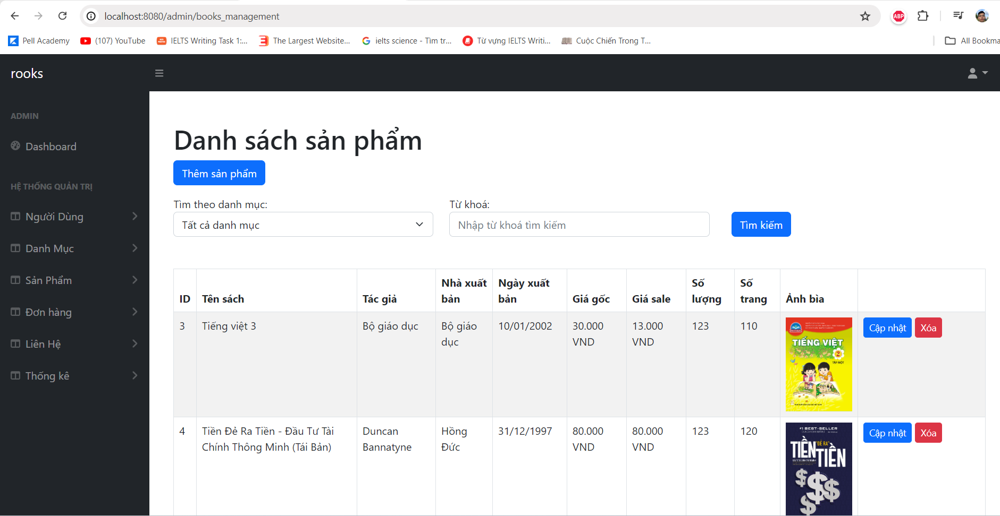 localhost:8080/admin/books_management
ABP
Pell Academy
(107) YouTube
IELTS Writing Task 1:...
The Largest Website...
ielts science - Tìm tr...
Từ vựng IELTS Writi...
Cuộc Chiến Trong T...
All Bookma
rooks
ADMIN
Dashboard
HỆ THỐNG QUẢN TRỊ
Người Dùng
Danh Mục
Sản Phẩm
Đơn hàng
Liên Hệ
Thống kê
Danh sách sản phẩm
Thêm sản phẩm
Tìm theo danh mục:
Từ khoá:
Tất cả danh mục
Nhập từ khoá tìm kiếm
Tìm kiếm
ID Tên sách Tác giả Nhà xuất bản Ngày xuất bản Giá gốc Giá sale Số lượng Số trang Ảnh bìa
3 Tiếng việt 3 Bộ giáo dục Bộ giáo dục 10/01/2002 30.000 VND 13.000 VND 123 110
TIẾNG VIỆT
2
TẬP MỘT
Cập nhật Xóa
4 Tiền Đẻ Ra Tiền - Đầu Tư Tài Chính Thông Minh (Tái Bản) Duncan Bannatyne Hồng Đức 31/12/1997 80.000 VND 80.000 VND 123 120
#1 BEST-SELLER
DUNCAN BANNATYNE
TIỀN "ĐẺ RA" TIỀN
Cập nhật Xóa